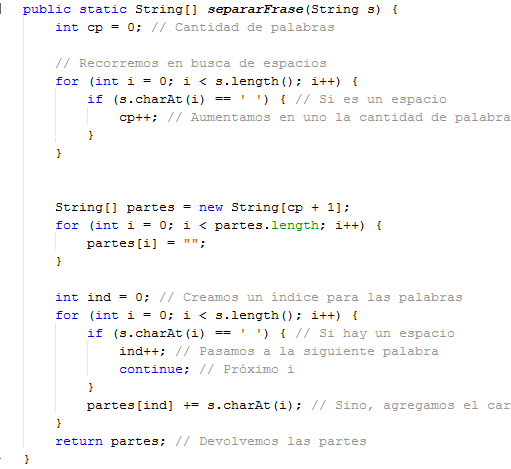 public static String[] separarFrase(String s) {
int cp = 0; // Cantidad de palabras
// Recorremos en busca de espacios
for (int i = 0; i < s.length(); i++) {
if (s.charAt(i) == ' ') { // Si es un espacio
cp++; // Aumentamos en uno la cantidad de palabra
}
}
String[] partes = new String[cp + 1];
for (int i = 0; i < partes.length; i++) {
partes[i] = "";
}
int ind = 0; // Creamos un índice para las palabras
for (int i = 0; i < s.length(); i++) {
if (s.charAt(i) == ' ') { // Si hay un espacio
ind++; // Pasamos a la siguiente palabra
continue; // Próximo i
}
partes[ind] += s.charAt(i); // Sino, agregamos el car
}
return partes; // Devolvemos las partes
}